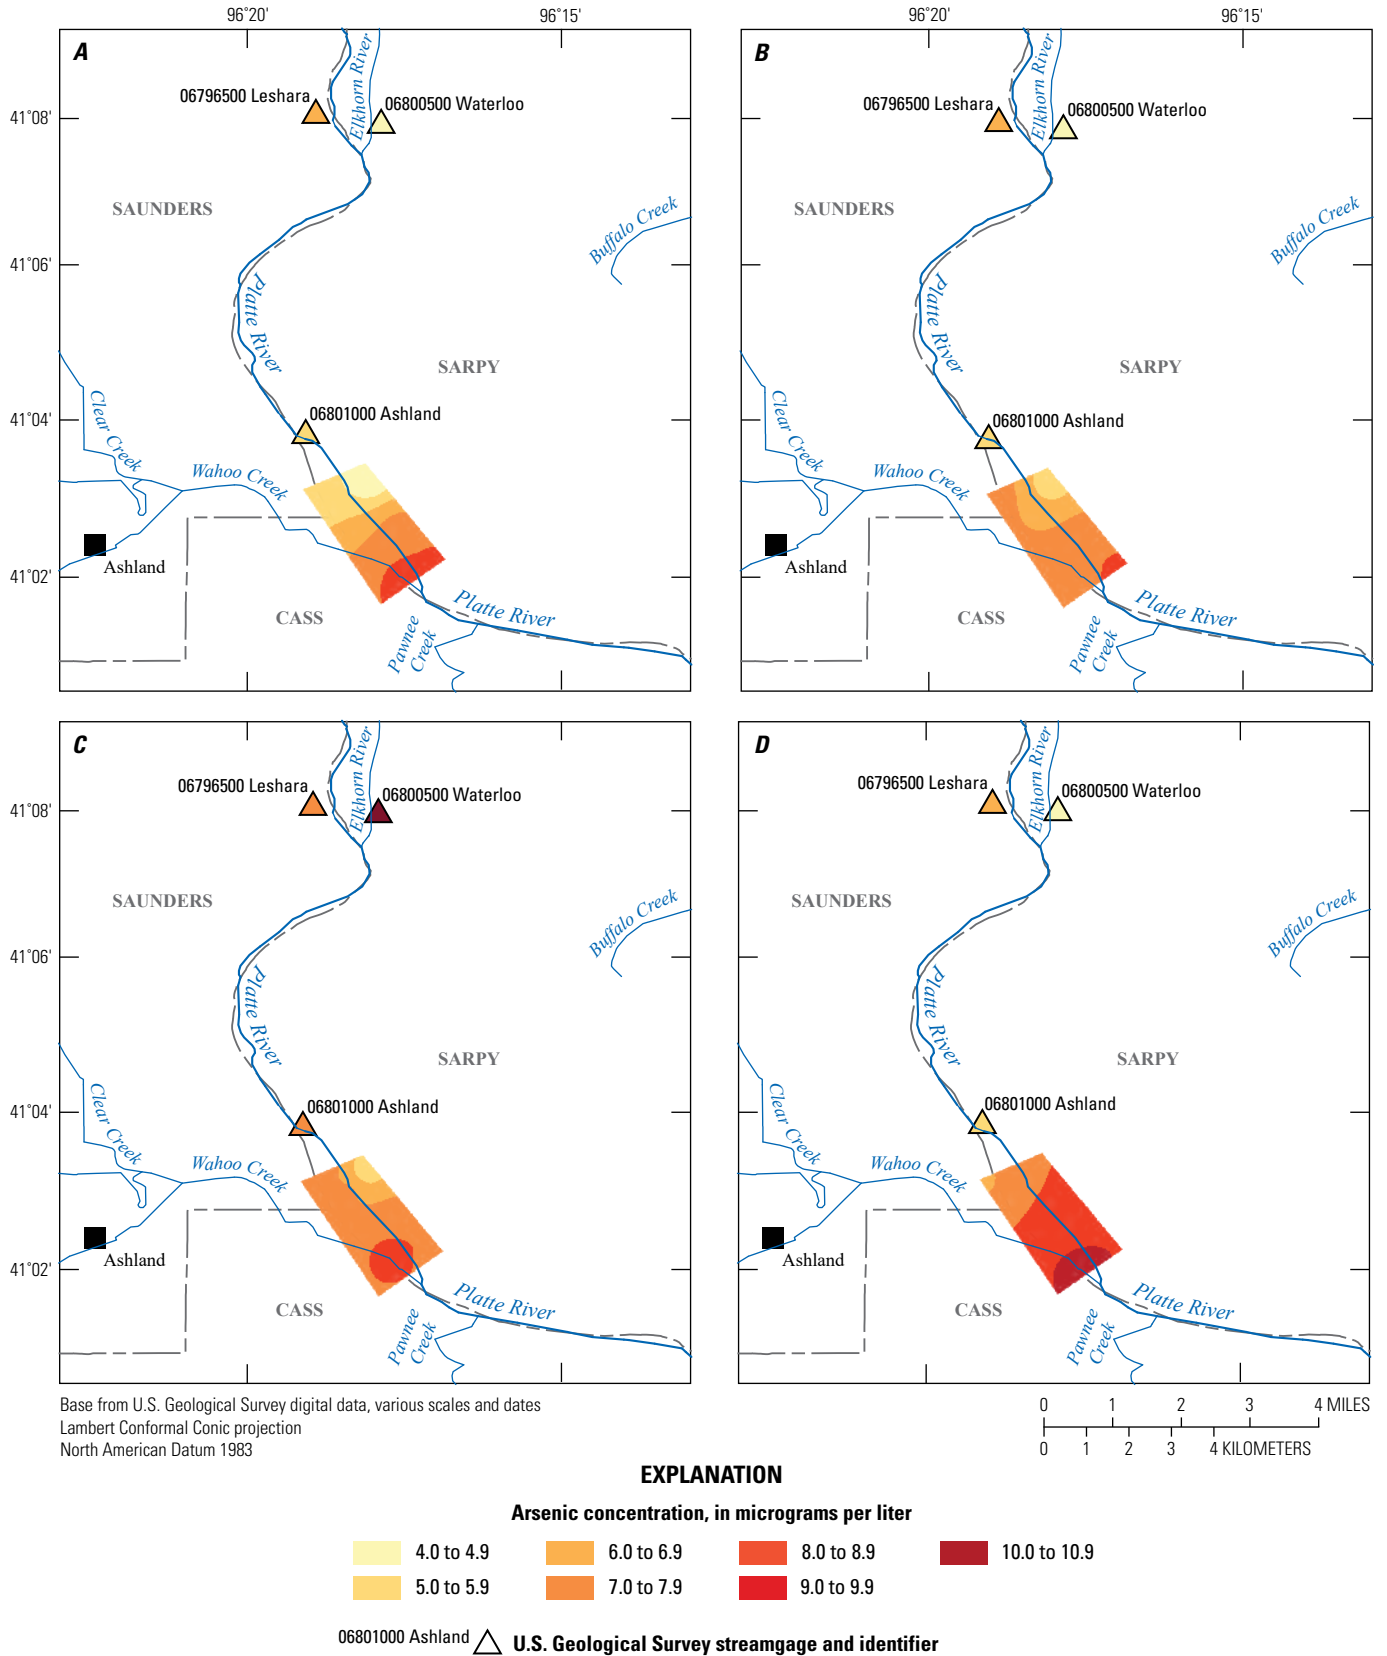 96°20'
96°15'
96°20'
96°15'
A
Elkhorn River
06796500 Leshara
06800500 Waterloo
41°08'
SAUNDERS
Buffalo Creek
41°06'
Platte River
SARPY
41°04'
06801000 Ashland
Clear Creek
Wahoo Creek
Ashland
41°02'
CASS
Platte River
Pawnee
Creek
B
Elkhorn River
06796500 Leshara
06800500 Waterloo
SAUNDERS
Buffalo Creek
Platte River
SARPY
06801000 Ashland
Clear Creek
Wahoo Creek
Ashland
CASS
Platte River
Pawnee
Creek
C
Elkhorn River
06796500 Leshara
06800500 Waterloo
41°08'
SAUNDERS
Buffalo Creek
41°06'
Platte River
SARPY
41°04'
06801000 Ashland
Clear Creek
Wahoo Creek
Ashland
41°02'
CASS
Platte River
Pawnee
Creek
D
Elkhorn River
06796500 Leshara
06800500 Waterloo
SAUNDERS
Buffalo Creek
Platte River
SARPY
06801000 Ashland
Clear Creek
Wahoo Creek
Ashland
CASS
Platte River
Pawnee
Creek
Base from U.S. Geological Survey digital data, various scales and dates
Lambert Conformal Conic projection
North American Datum 1983
0 1 2 3 4 MILES
0 1 2 3 4 KILOMETERS
EXPLANATION
Arsenic concentration, in micrograms per liter
4.0 to 4.9
6.0 to 6.9
8.0 to 8.9
10.0 to 10.9
5.0 to 5.9
7.0 to 7.9
9.0 to 9.9
06801000 Ashland
U.S. Geological Survey streamgage and identifier